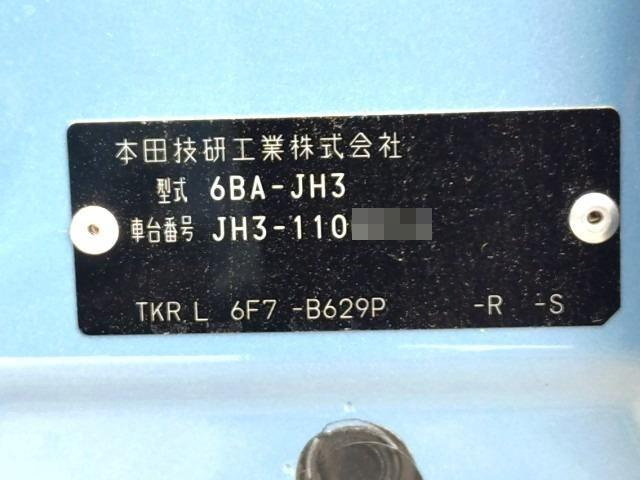 本田技研工業株式会社
型式 6BA-JH3
車台番号 JH3-110
TKR L 6F7 -B629P -R -S